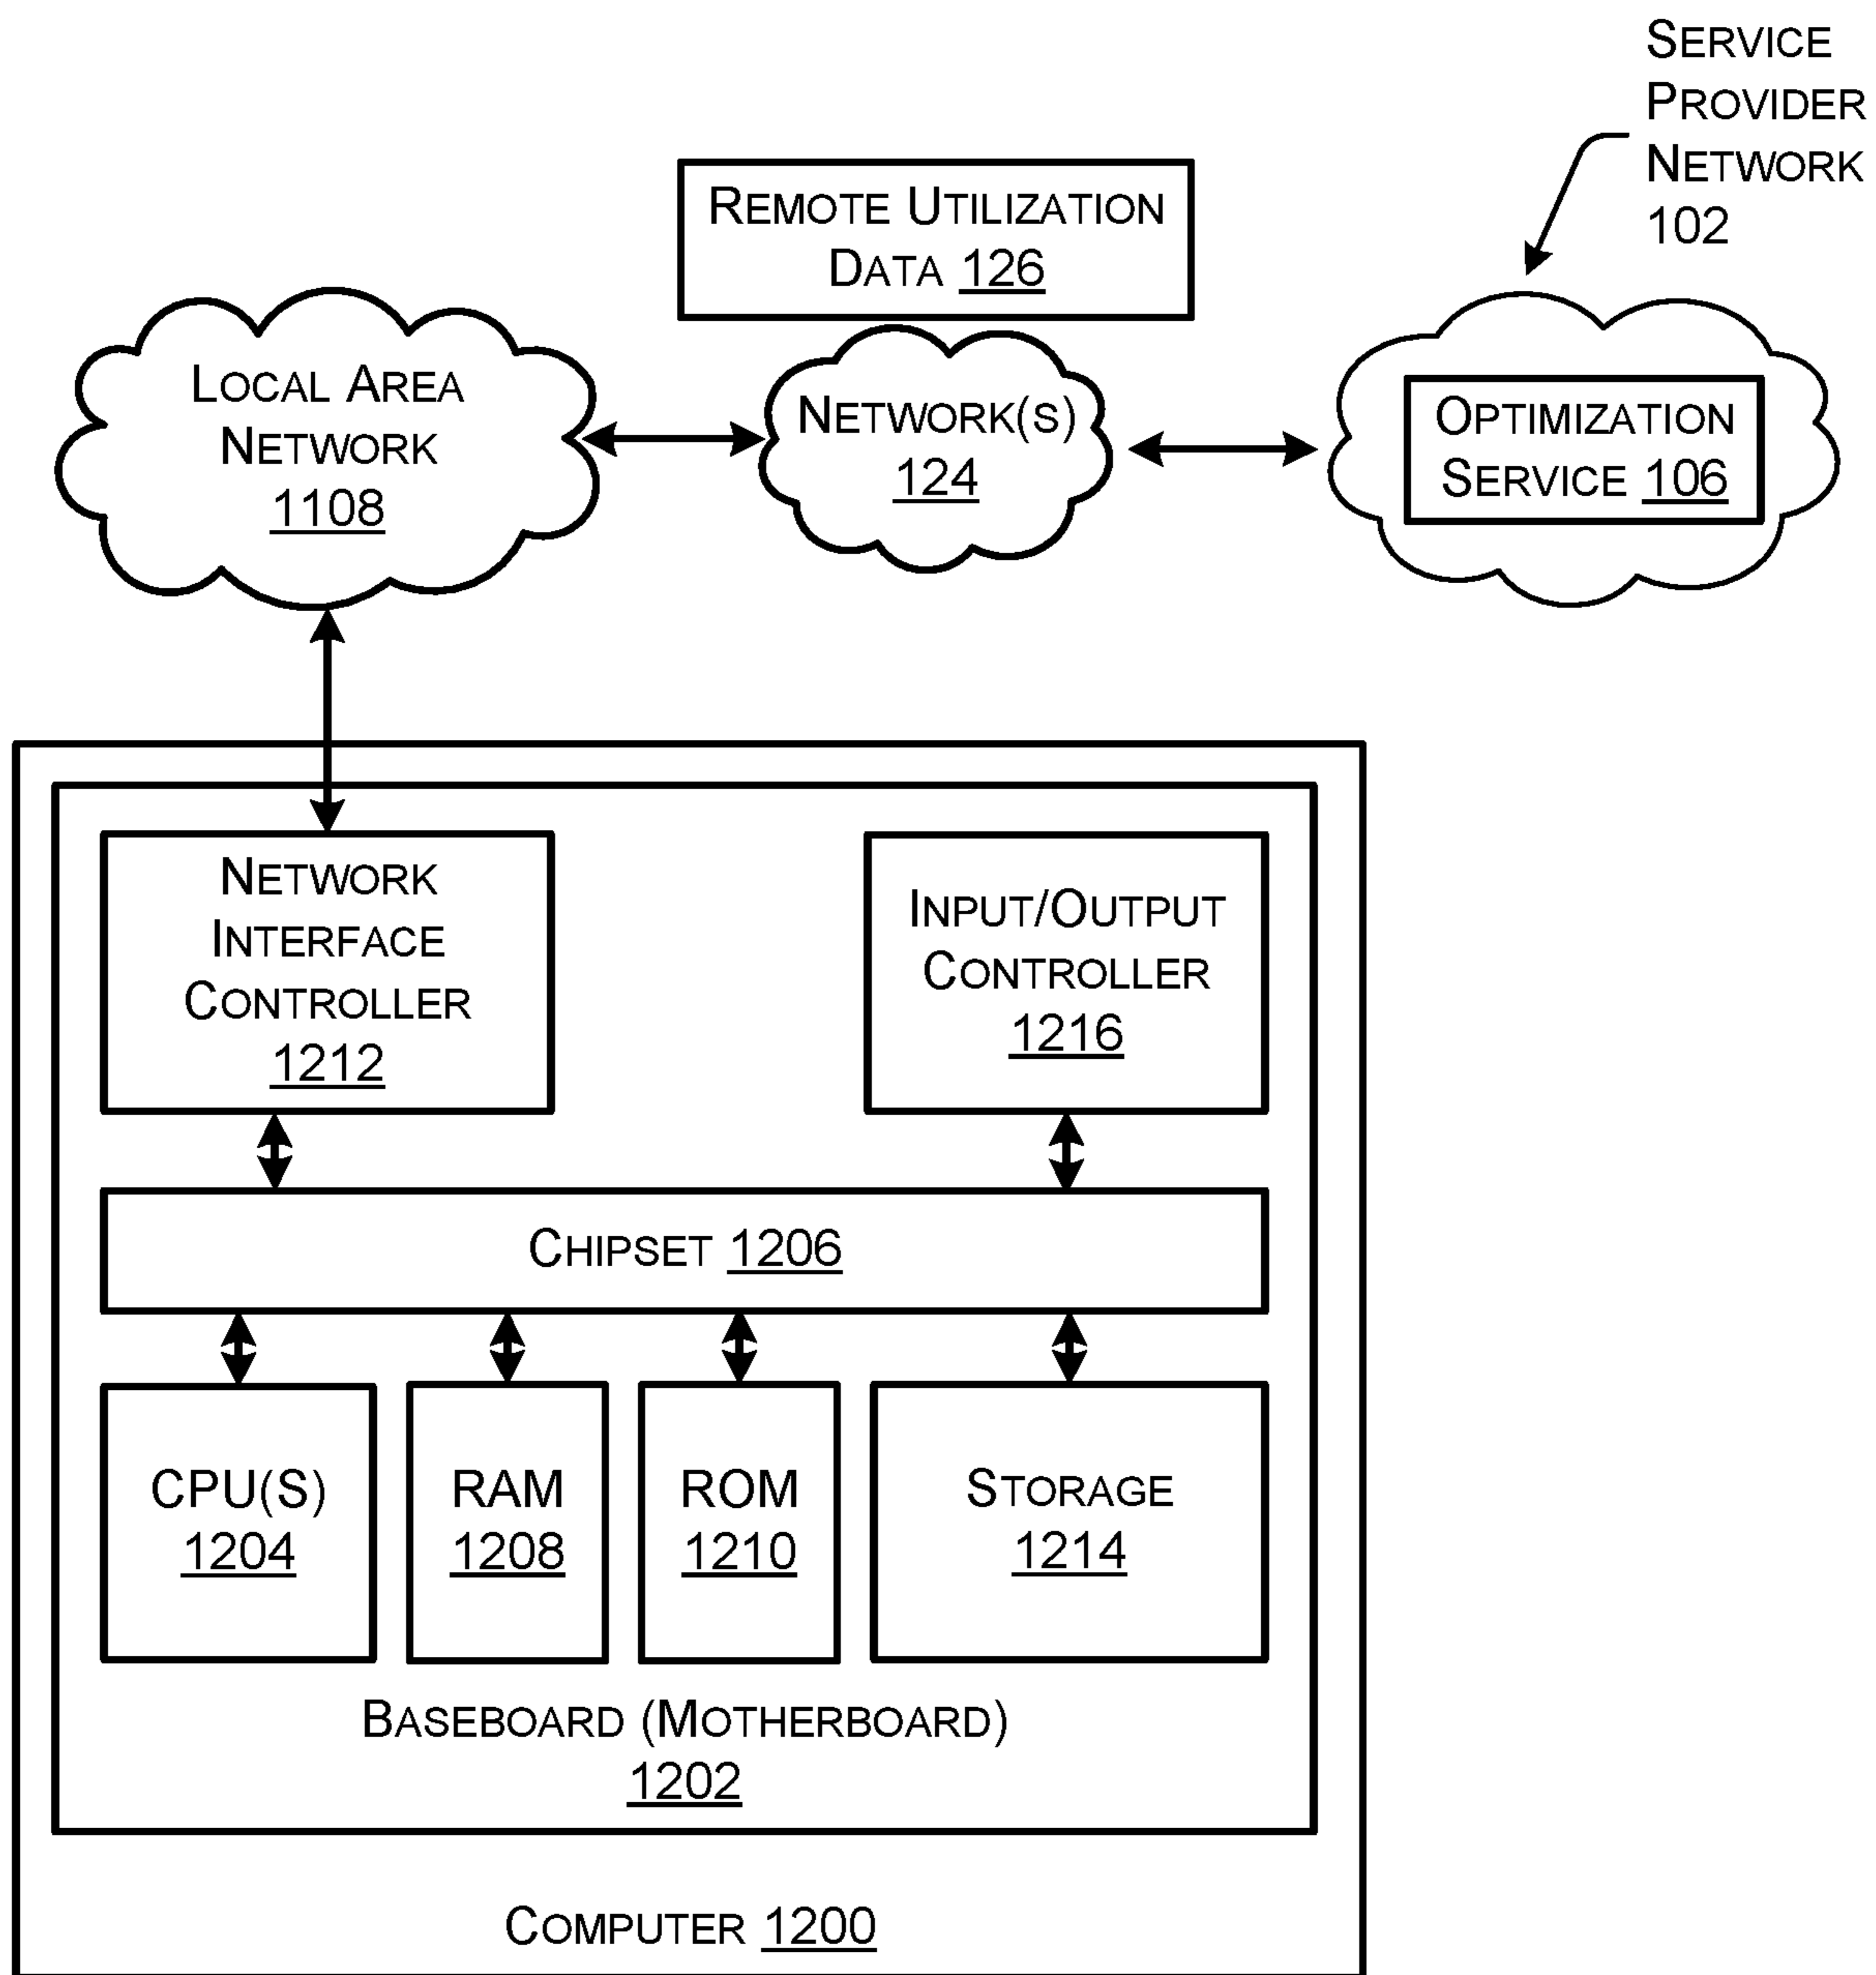 SERVICE
PROVIDER
NETWORK
102
REMOTE UTILIZATION
DATA 126
LOCAL AREA
NETWORK
1108
NETWORK(S)
124
OPTIMIZATION
SERVICE 106
NETWORK
INTERFACE
CONTROLLER
1212
INPUT/OUTPUT
CONTROLLER
1216
CHIPSET 1206
CPU(S)
1204
RAM
1208
ROM
1210
STORAGE
1214
BASEBOARD (MOTHERBOARD)
1202
COMPUTER 1200